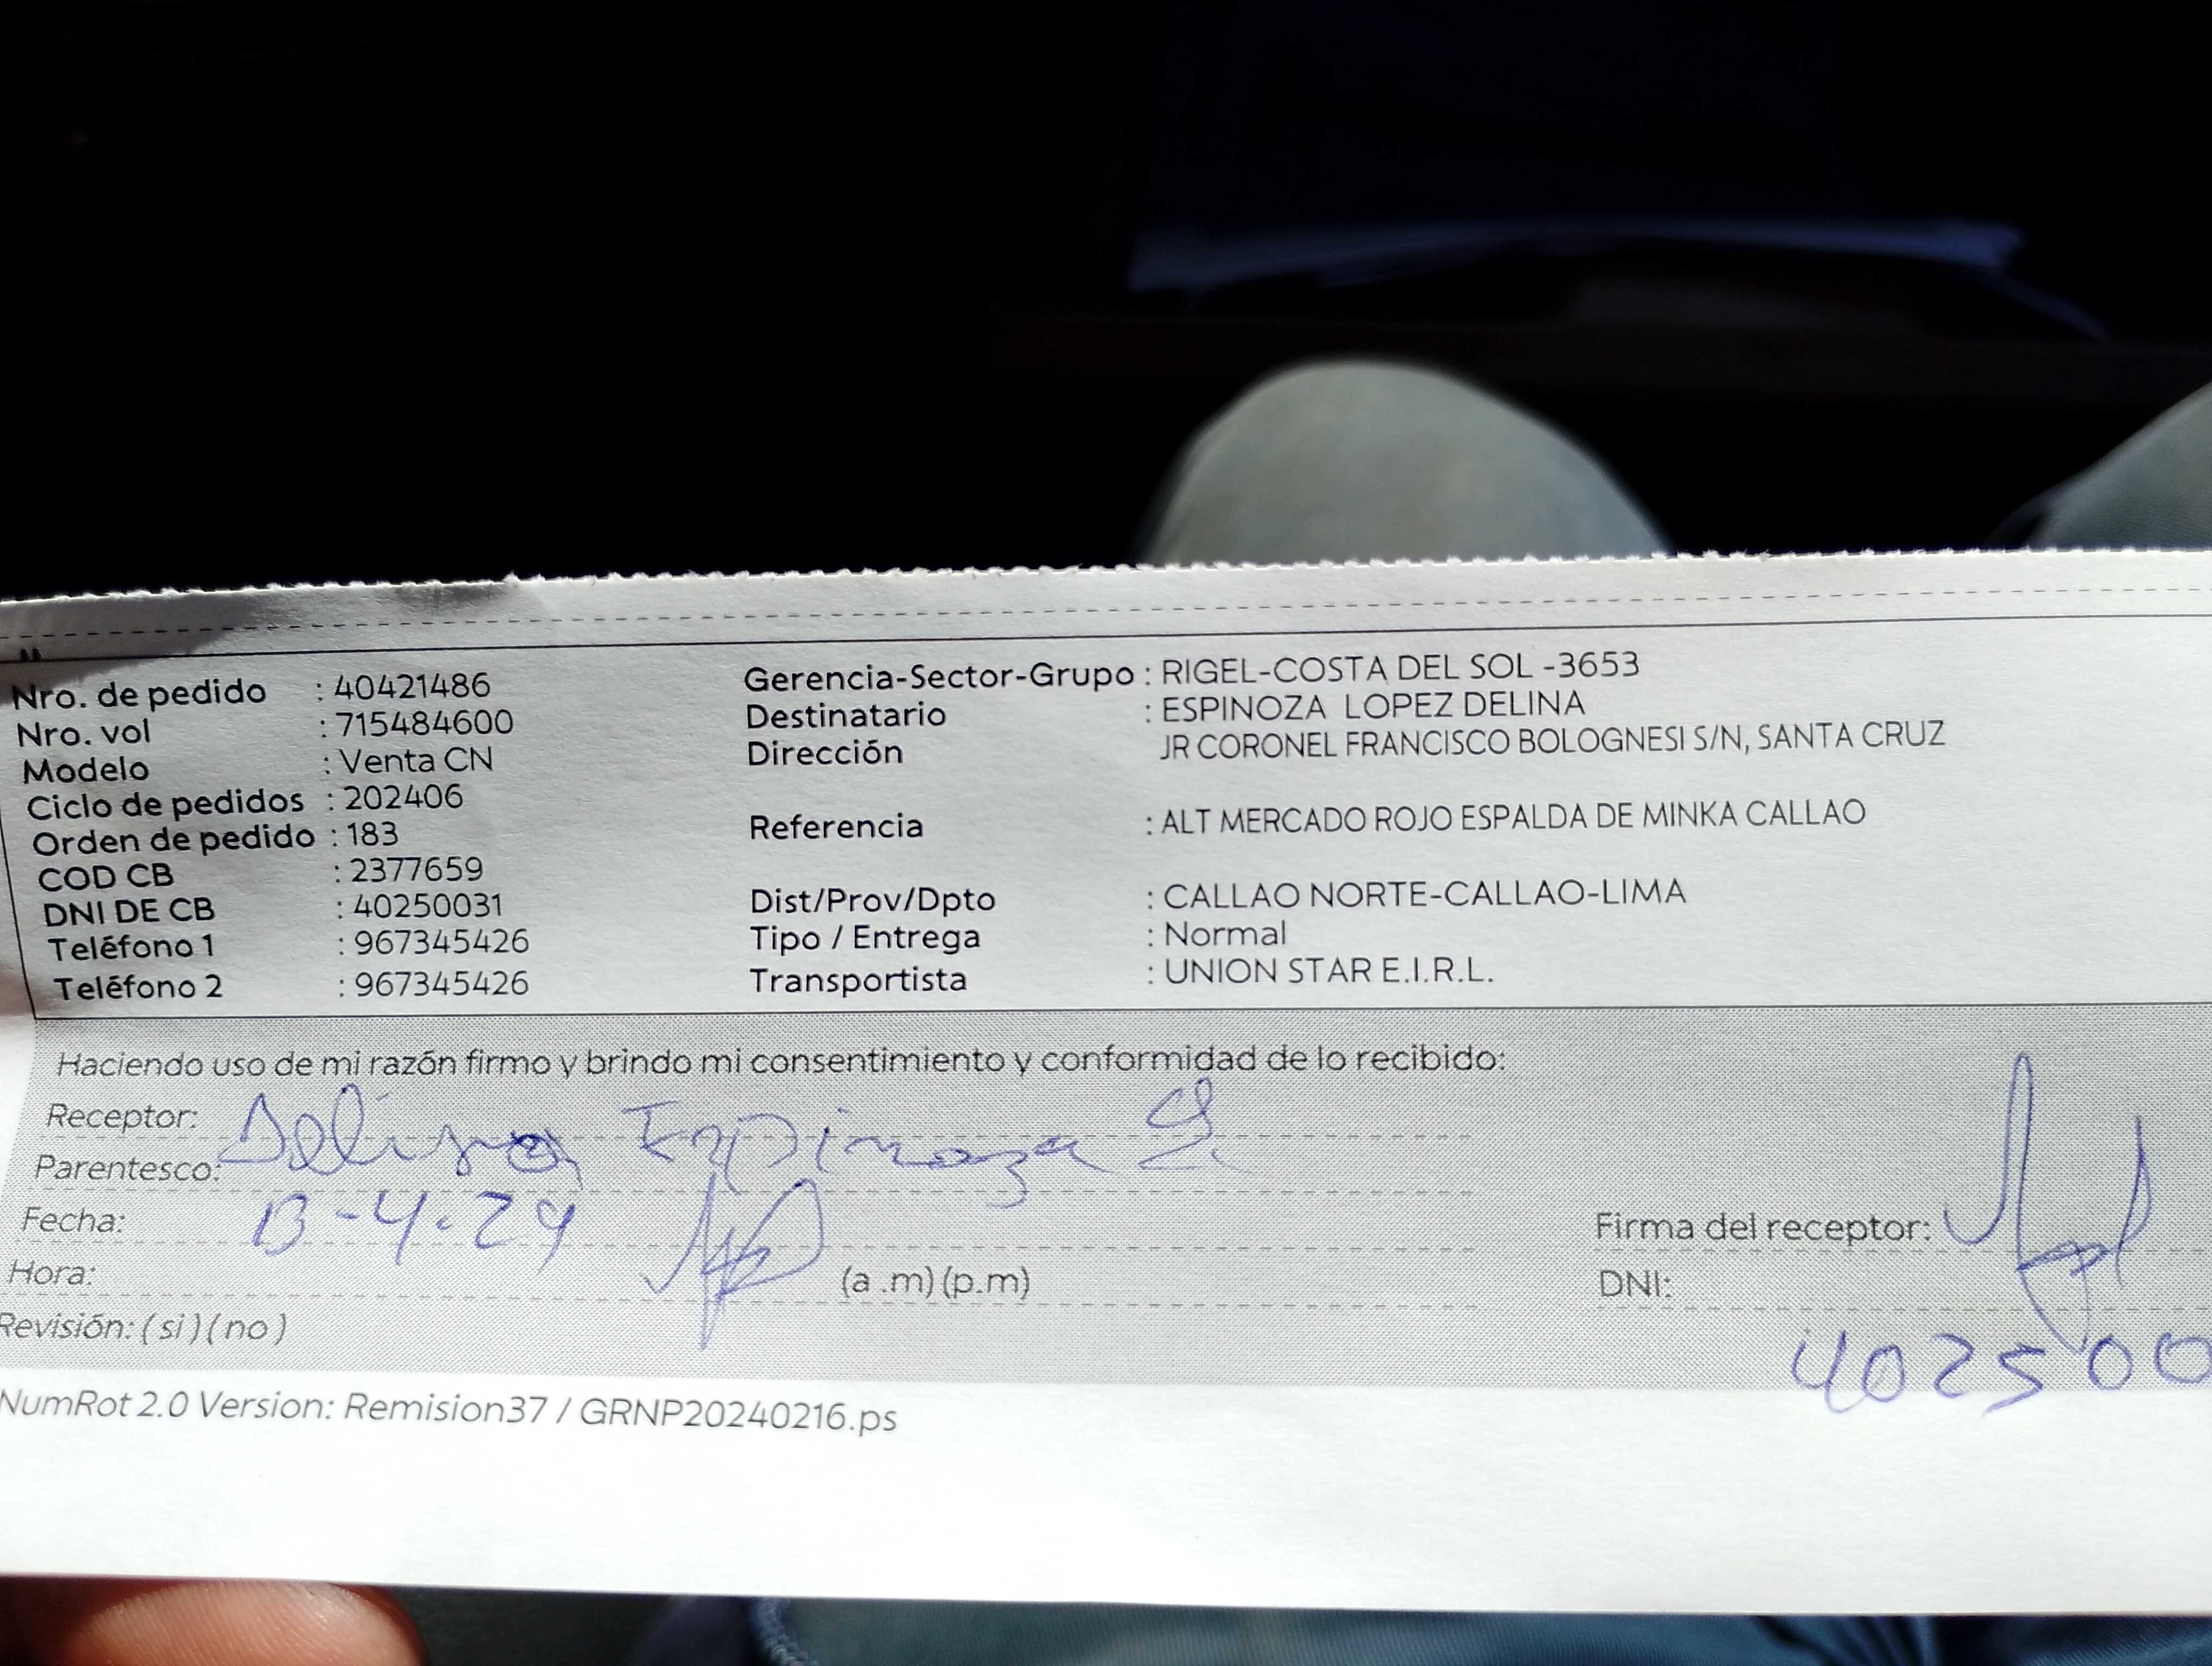 Nro. de pedido : 40421486
Nro. vol : 715484600
Modelo : Venta CN
Ciclo de pedidos : 202406
Orden de pedido : 183
COD CB : 2377659
DNI DE CB : 40250031
Teléfono 1 : 967345426
Teléfono 2 : 967345426
Gerencia-Sector-Grupo : RIGEL-COSTA DEL SOL -3653
Destinatario : ESPINOZA LOPEZ DELINA
Dirección JR CORONEL FRANCISCO BOLOGNESI S/N, SANTA CRUZ
Referencia : ALT MERCADO ROJO ESPALDA DE MINKA CALLAO
Dist/Prov/Dpto : CALLAO NORTE-CALLAO-LIMA
Tipo / Entrega : Normal
Transportista : UNION STAR E.I.R.L.
Haciendo uso de mi razón firmo y brindo mi consentimiento y conformidad de lo recibido:
Receptor: Delina Espinoza L.
Parentesco:
Fecha: 13-4-24
Hora: (a .m) (p.m)
Revisión: ( si ) ( no )
Firma del receptor:
DNI:
402500
NumRot 2.0 Version: Remision37 / GRNP20240216.ps